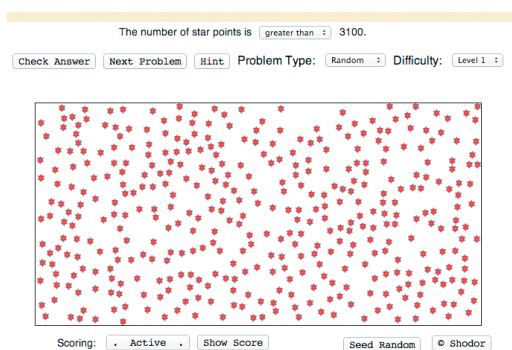 The number of star points is greater than 3100.
Check Answer Next Problem Hint Problem Type: Random Difficulty: Level 1
Scoring: . Active . Show Score Seed Random © Shodor